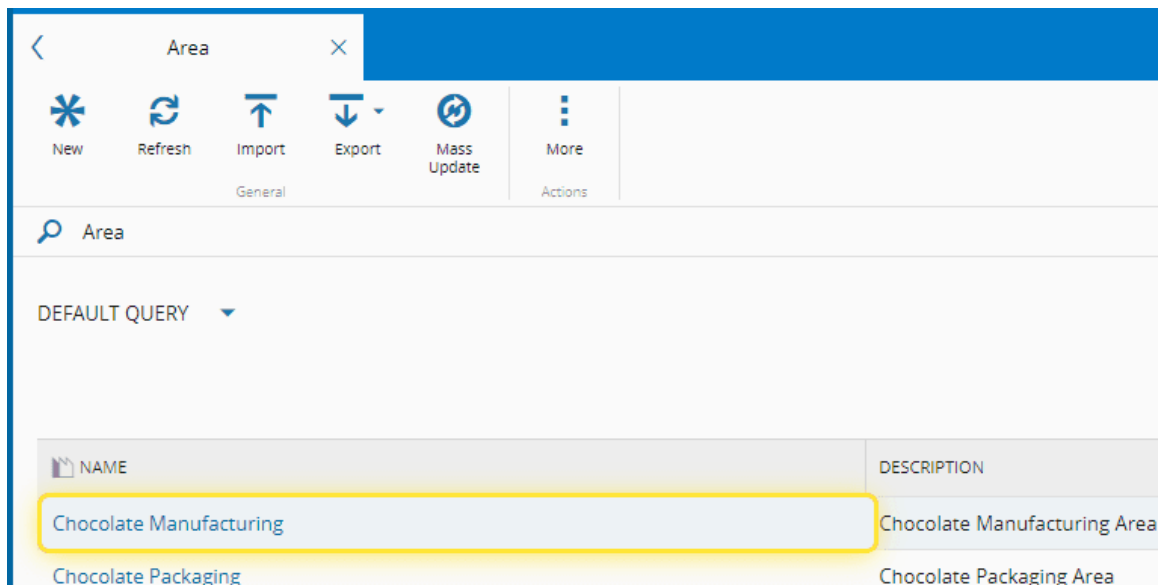 Area
New Refresh Import Export Mass Update More
General Actions
Area
DEFAULT QUERY
NAME DESCRIPTION
Chocolate Manufacturing Chocolate Manufacturing Area
Chocolate Packaging Chocolate Packaging Area